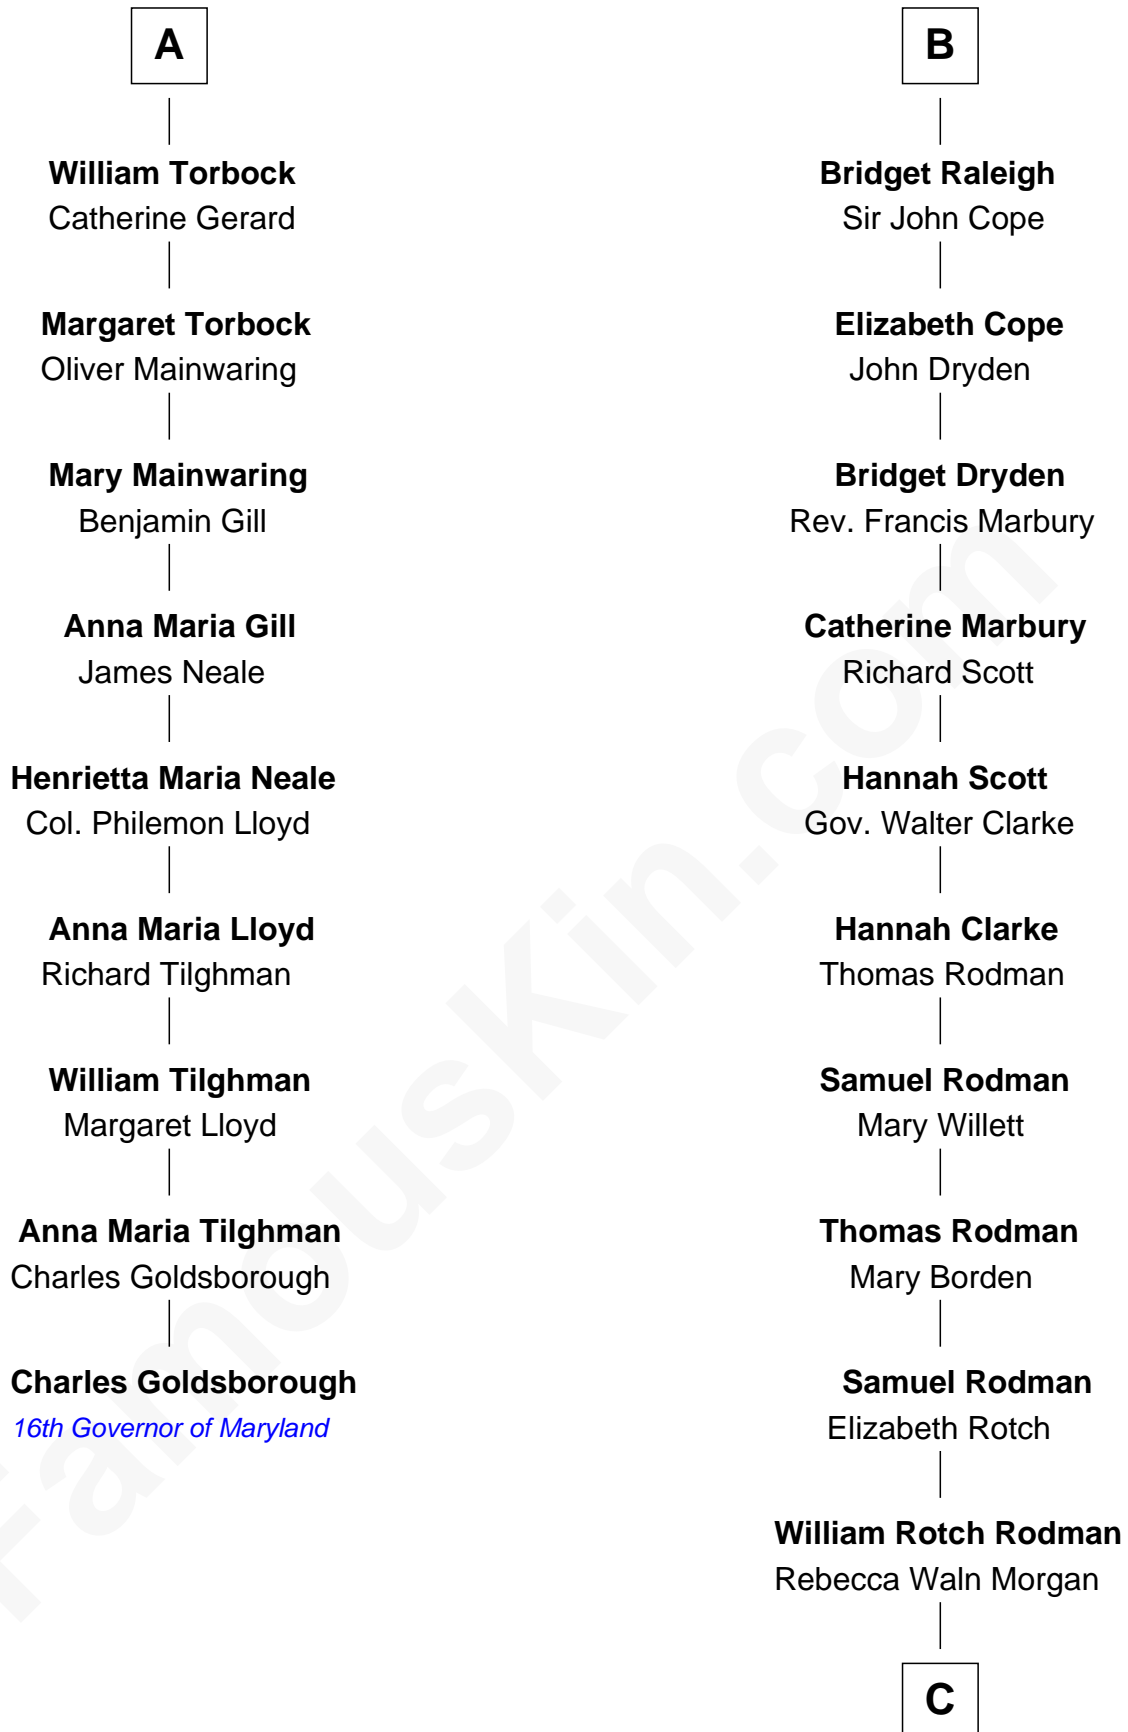 A
William Torbock
Catherine Gerard
Margaret Torbock
Oliver Mainwaring
Mary Mainwaring
Benjamin Gill
Anna Maria Gill
James Neale
Henrietta Maria Neale
Col. Philemon Lloyd
Anna Maria Lloyd
Richard Tilghman
William Tilghman
Margaret Lloyd
Anna Maria Tilghman
Charles Goldsborough
Charles Goldsborough
16th Governor of Maryland
B
Bridget Raleigh
Sir John Cope
Elizabeth Cope
John Dryden
Bridget Dryden
Rev. Francis Marbury
Catherine Marbury
Richard Scott
Hannah Scott
Gov. Walter Clarke
Hannah Clarke
Thomas Rodman
Samuel Rodman
Mary Willett
Thomas Rodman
Mary Borden
Samuel Rodman
Elizabeth Rotch
William Rotch Rodman
Rebecca Waln Morgan
C
FamousKin.com